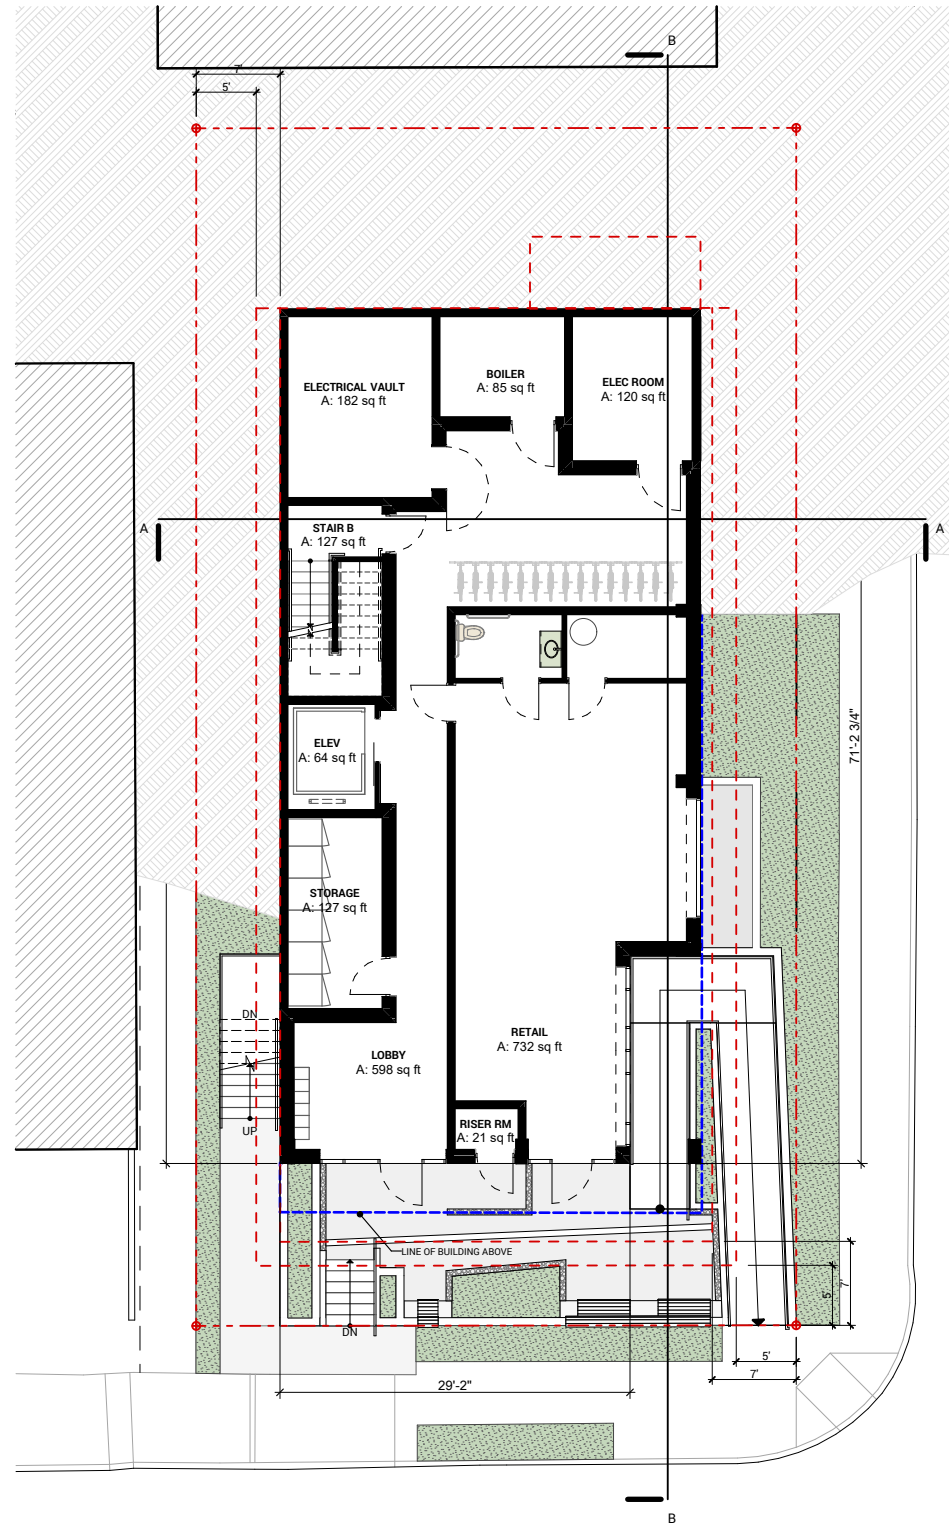 B
7'
5'
ELECTRICAL VAULT
A: 182 sq ft
BOILER
A: 85 sq ft
ELEC ROOM
A: 120 sq ft
A
A
STAIR B
A: 127 sq ft
ELEV
A: 64 sq ft
71'-2 3/4"
STORAGE
A: 127 sq ft
DN
UP
LOBBY
A: 598 sq ft
RETAIL
A: 732 sq ft
RISER RM
A: 21 sq ft
LINE OF BUILDING ABOVE
DN
5'
7'
5'
7'
29'-2"
B